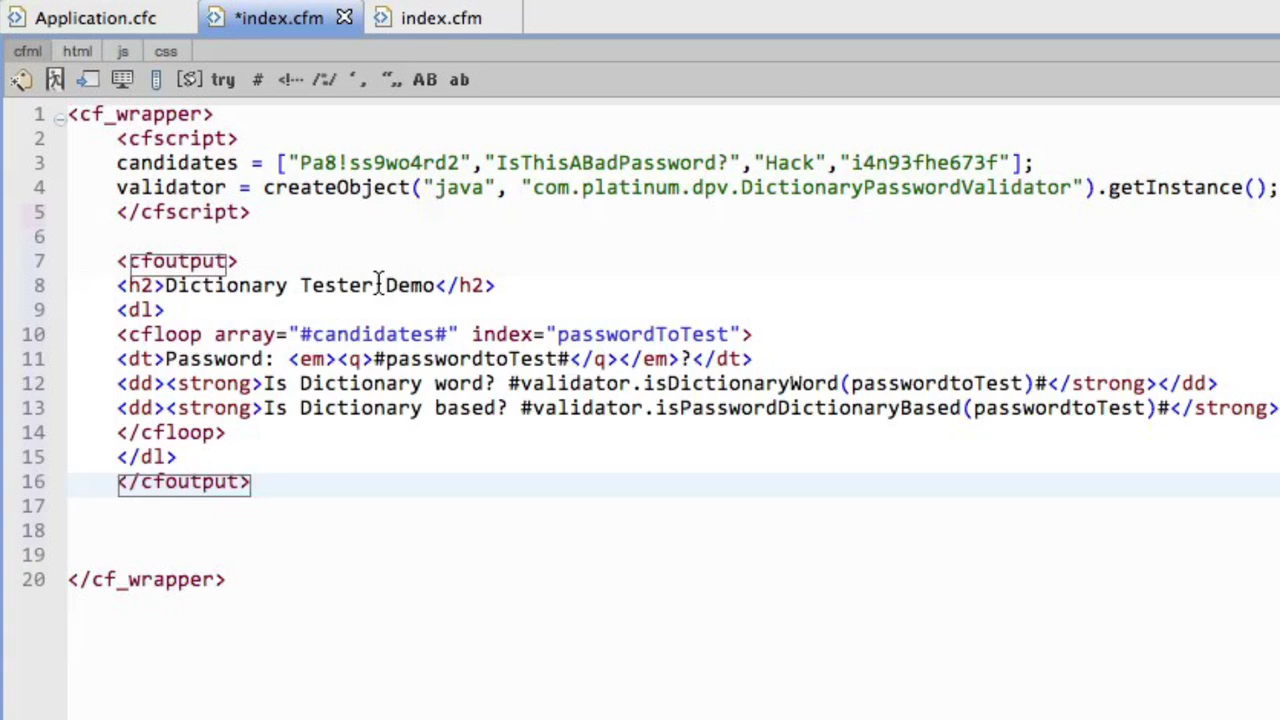 Application.cfc *index.cfm index.cfm
cfml html js css
try # AB ab
1 <cf_wrapper>
2 <cfscript>
3 candidates = ["Pa8!ss9wo4rd2","IsThisABadPassword?","Hack","i4n93fhe673f"];
4 validator = createObject("java", "com.platinum.dpv.DictionaryPasswordValidator").getInstance();
5 </cfscript>
6
7 <cfoutput>
8 <h2>Dictionary Tester Demo</h2>
9 <dl>
10 <cfloop array="#candidates#" index="passwordToTest">
11 <dt>Password: <em><q>#passwordtoTest#</q></em>?</dt>
12 <dd><strong>Is Dictionary word? #validator.isDictionaryWord(passwordtoTest)#</strong></dd>
13 <dd><strong>Is Dictionary based? #validator.isPasswordDictionaryBased(passwordtoTest)#</strong>
14 </cfloop>
15 </dl>
16 </cfoutput>
17
18
19
20 </cf_wrapper>